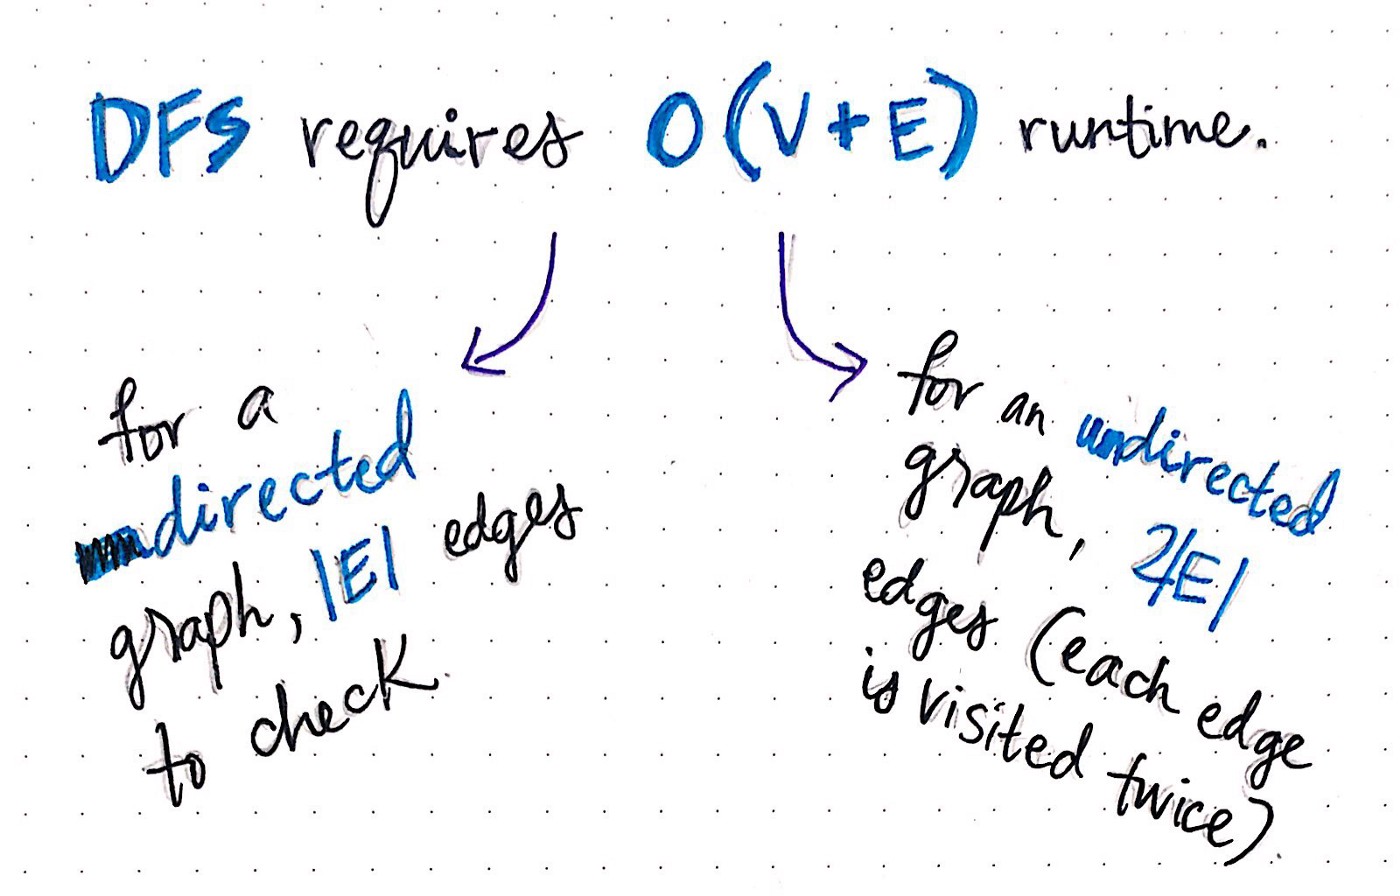 DFS requires O(V+E) runtime.
for a
directed
graph, |E| edges
to check.
for an undirected
graph, 2|E|
edges (each edge
is visited twice)